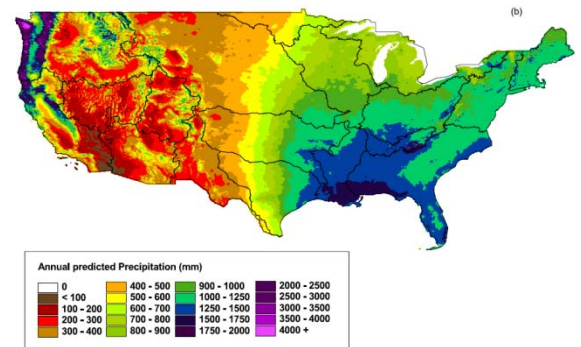 (b)
Annual predicted Precipitation (mm)
0 400 - 500 900 - 1000 2000 - 2500
< 100 500 - 600 1000 - 1250 2500 - 3000
100 - 200 600 - 700 1250 - 1500 3000 - 3500
200 - 300 700 - 800 1500 - 1750 3500 - 4000
300 - 400 800 - 900 1750 - 2000 4000 +